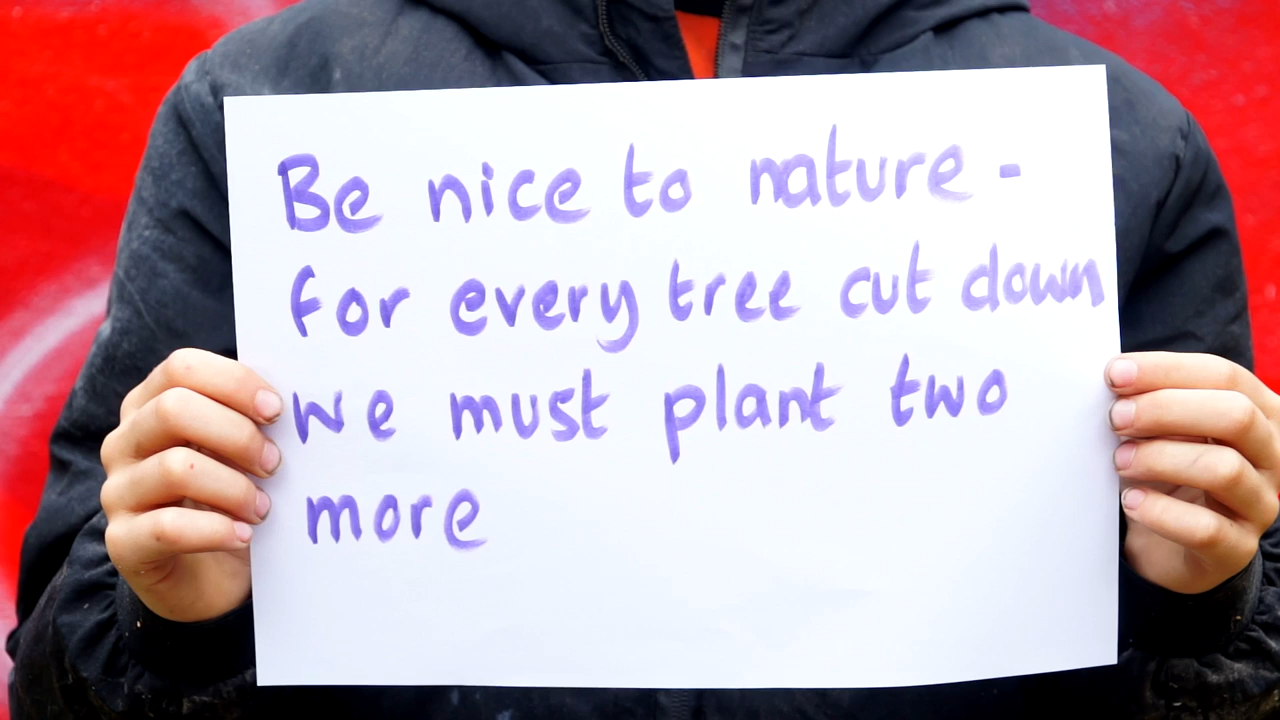 Be nice to nature -
for every tree cut down
we must plant two
more